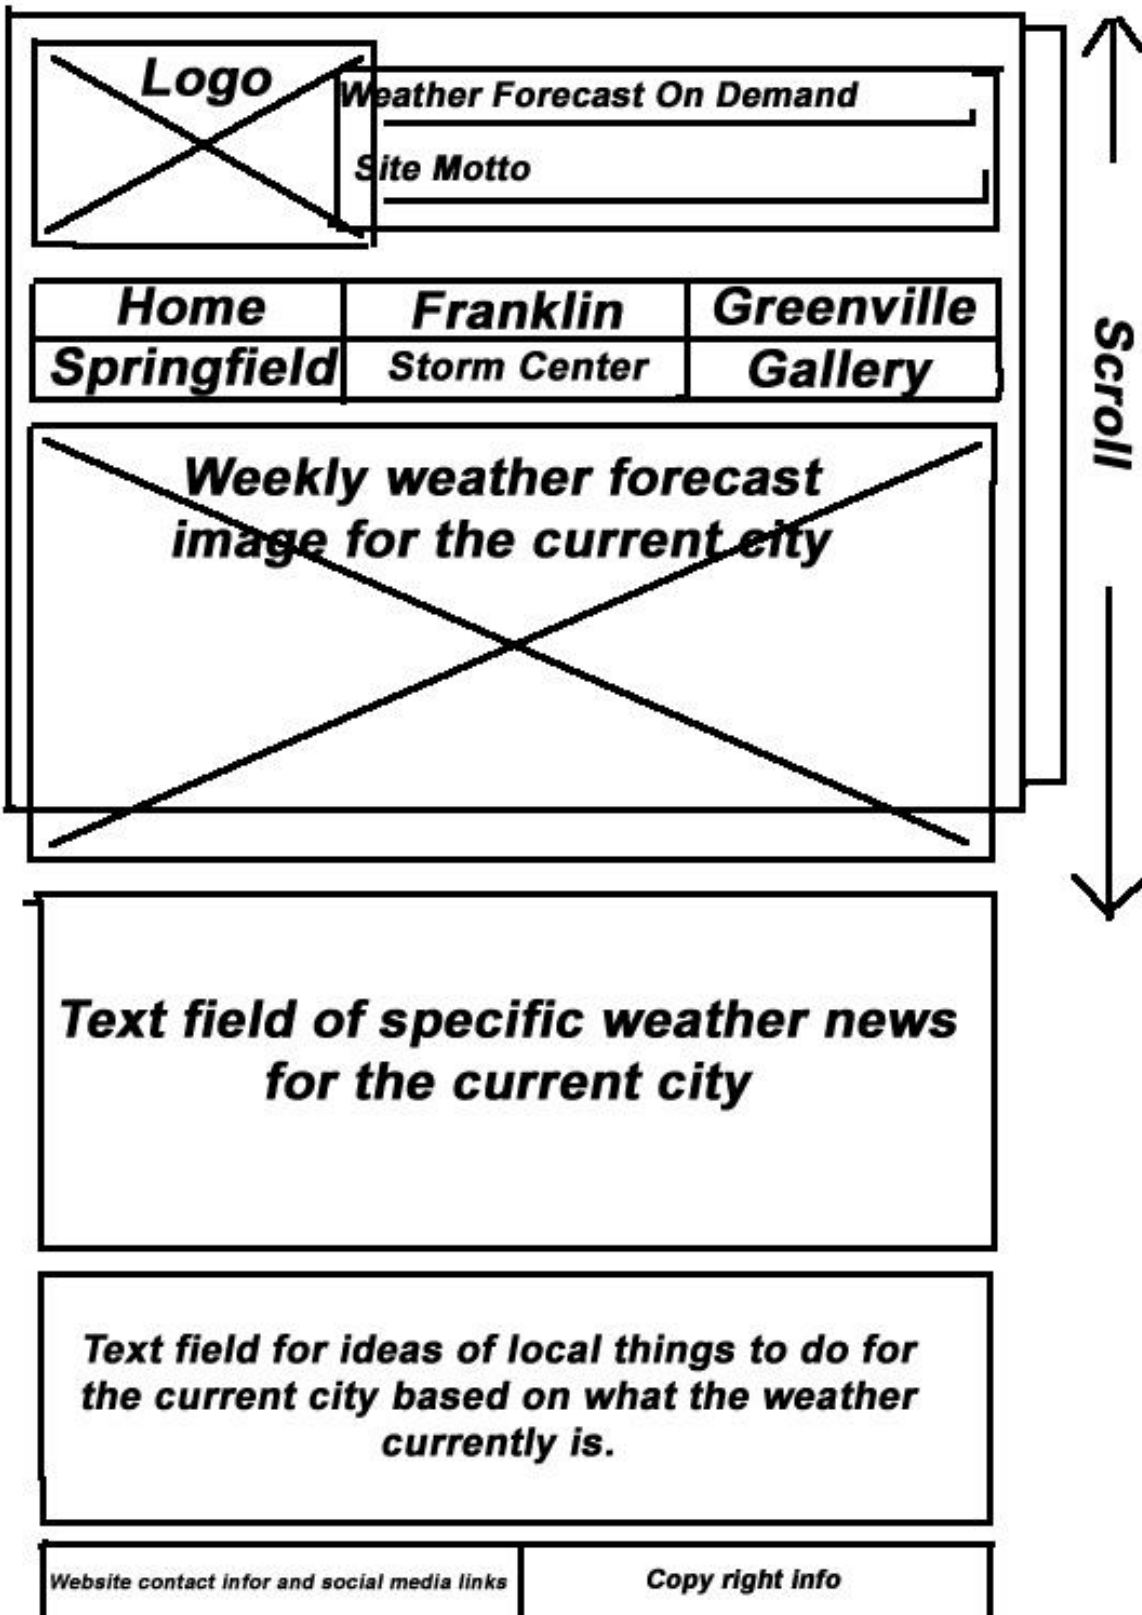 Logo
Weather Forecast On Demand
Site Motto
Home Franklin Greenville
Springfield Storm Center Gallery
Scroll
Weekly weather forecast
image for the current city
Text field of specific weather news
for the current city
Text field for ideas of local things to do for
the current city based on what the weather
currently is.
Website contact infor and social media links
Copy right info